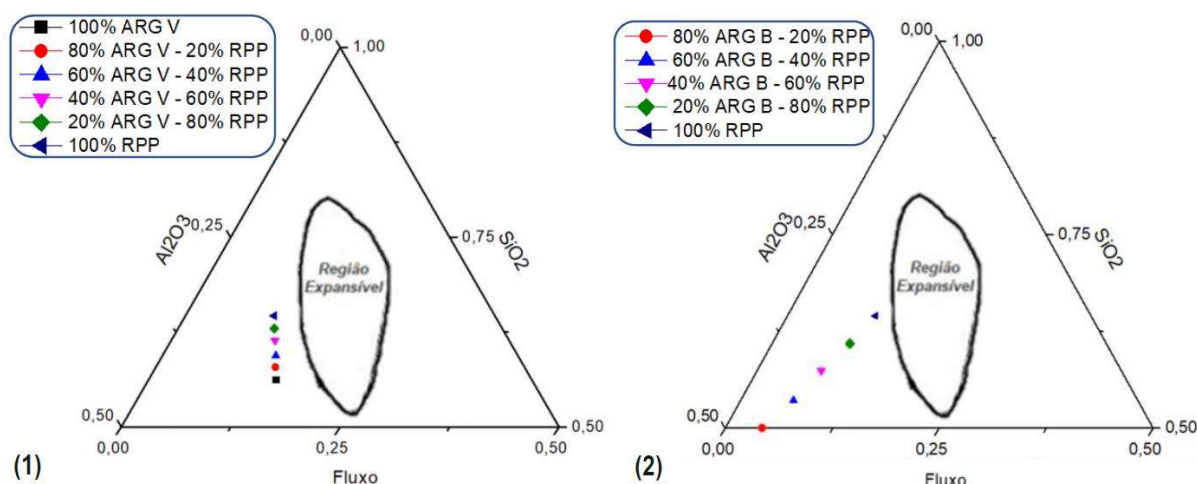 100% ARG V
80% ARG V - 20% RPP
60% ARG V - 40% RPP
40% ARG V - 60% RPP
20% ARG V - 80% RPP
100% RPP
0,00
1,00
Al2O3
0,25
SiO2
0,75
Região
Expansível
0,50
0,50
0,00
0,25
0,50
Fluxo
(1)
80% ARG B - 20% RPP
60% ARG B - 40% RPP
40% ARG B - 60% RPP
20% ARG B - 80% RPP
100% RPP
0,00
1,00
Al2O3
0,25
SiO2
0,75
Região
Expansível
0,50
0,50
0,00
0,25
0,50
Fluxo
(2)